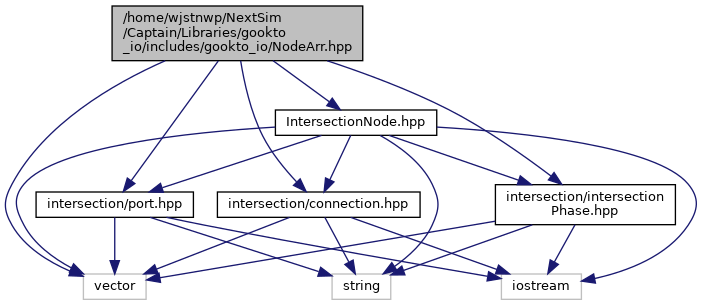 /home/wjstnwp/NextSim
/Captain/Libraries/gookto
_io/includes/gookto_io/NodeArr.hpp
IntersectionNode.hpp
intersection/port.hpp
intersection/connection.hpp
intersection/intersection
Phase.hpp
vector
string
iostream